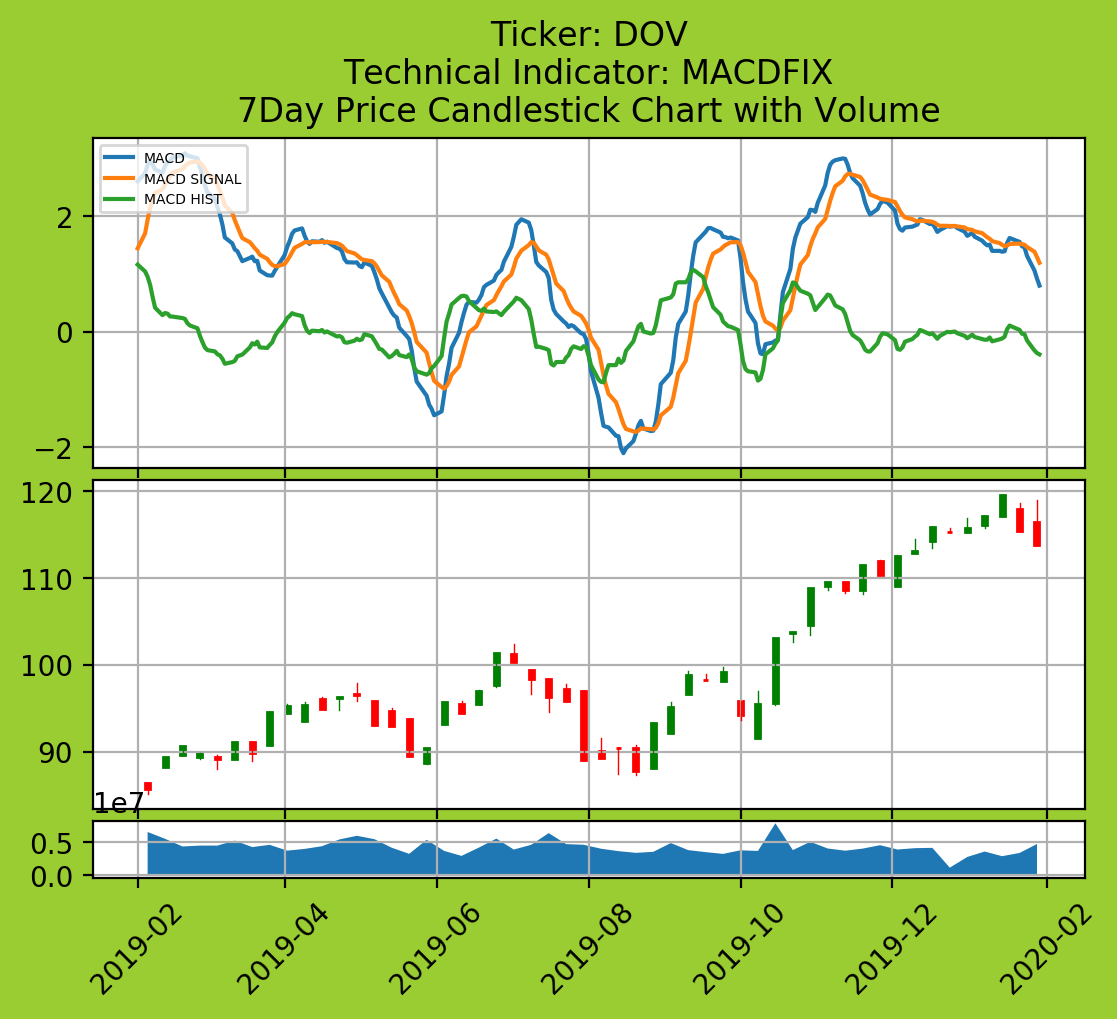 Ticker: DOV
Technical Indicator: MACDFIX
7Day Price Candlestick Chart with Volume
MACD
MACD SIGNAL
MACD HIST
2
0
−2
120
110
100
90
1e7
0.5
0.0
2019-02
2019-04
2019-06
2019-08
2019-10
2019-12
2020-02